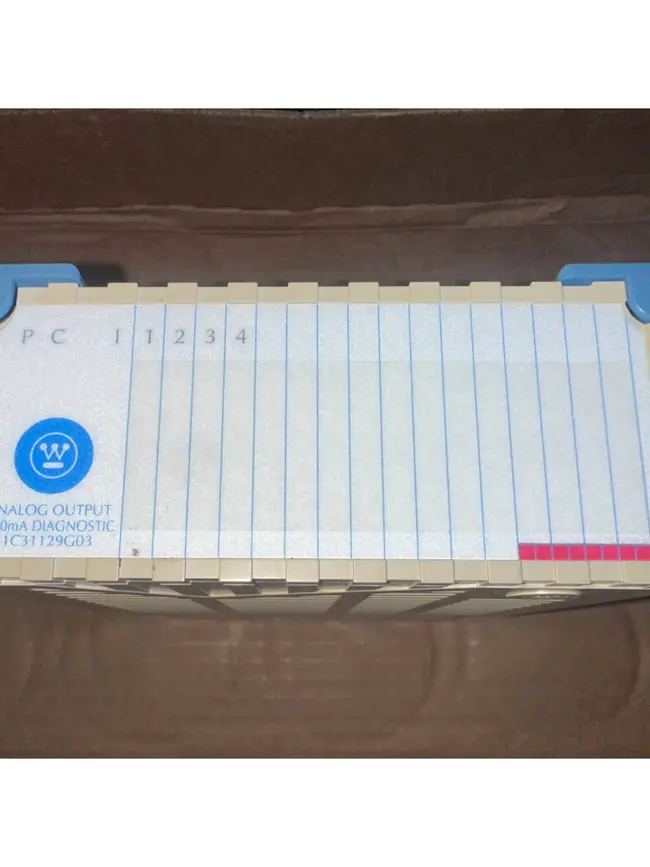 P C I 1 2 3 4
W
NALOG OUTPUT
0mA DIAGNOSTIC
1C31129G03